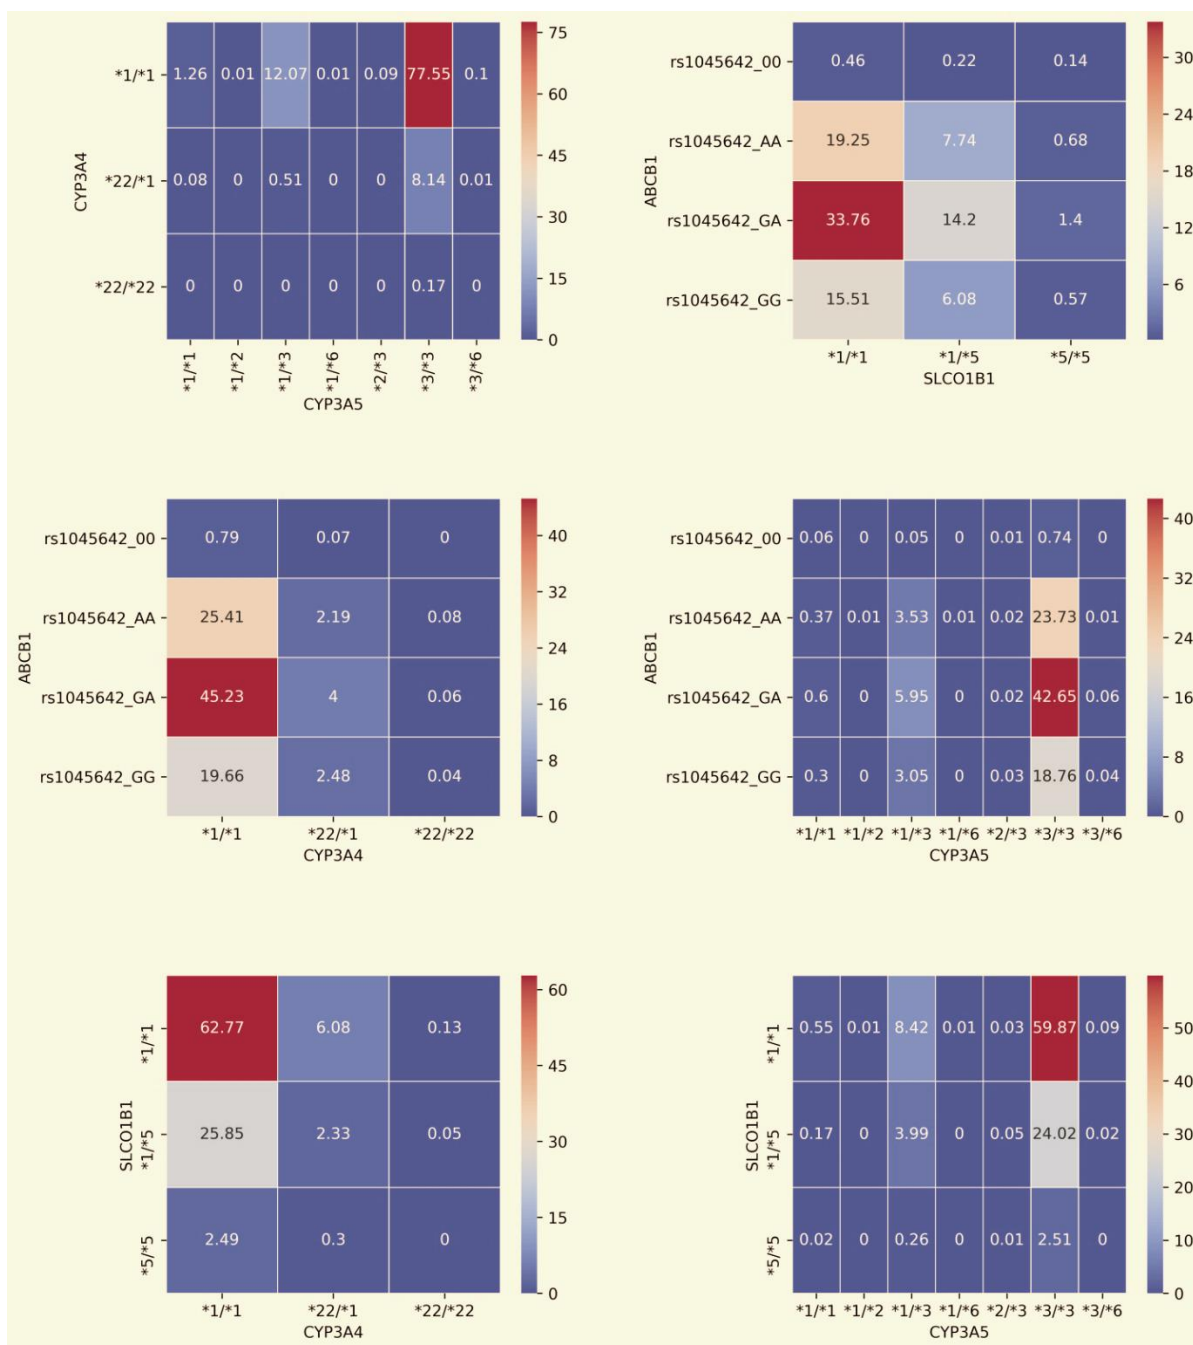 75
*1/*1 1.26 0.01 12.07 0.01 0.09 77.55 0.1
60
45
CYP3A4
*22/*1 0.08 0 0.51 0 0 8.14 0.01
30
15
*22/*22 0 0 0 0 0 0.17 0
0
*1/*1 *1/*2 *1/*3 *1/*6 *2/*3 *3/*3 *3/*6
CYP3A5
rs1045642_00 0.46 0.22 0.14
30
24
rs1045642_AA 19.25 7.74 0.68
18
ABCB1
rs1045642_GA 33.76 14.2 1.4
12
6
rs1045642_GG 15.51 6.08 0.57
*1/*1 *1/*5 *5/*5
SLCO1B1
rs1045642_00 0.79 0.07 0
40
32
rs1045642_AA 25.41 2.19 0.08
24
ABCB1
16
rs1045642_GA 45.23 4 0.06
8
rs1045642_GG 19.66 2.48 0.04
0
*1/*1 *22/*1 *22/*22
CYP3A4
rs1045642_00 0.06 0 0.05 0 0.01 0.74 0
40
32
rs1045642_AA 0.37 0.01 3.53 0.01 0.02 23.73 0.01
24
ABCB1
16
rs1045642_GA 0.6 0 5.95 0 0.02 42.65 0.06
8
rs1045642_GG 0.3 0 3.05 0 0.03 18.76 0.04
0
*1/*1 *1/*2 *1/*3 *1/*6 *2/*3 *3/*3 *3/*6
CYP3A5
60
*1/*1 62.77 6.08 0.13
45
SLCO1B1
*1/*5 25.85 2.33 0.05
30
15
*5/*5 2.49 0.3 0
0
*1/*1 *22/*1 *22/*22
CYP3A4
*1/*1 0.55 0.01 8.42 0.01 0.03 59.87 0.09
50
40
SLCO1B1
*1/*5 0.17 0 3.99 0 0.05 24.02 0.02
30
20
10
*5/*5 0.02 0 0.26 0 0.01 2.51 0
0
*1/*1 *1/*2 *1/*3 *1/*6 *2/*3 *3/*3 *3/*6
CYP3A5